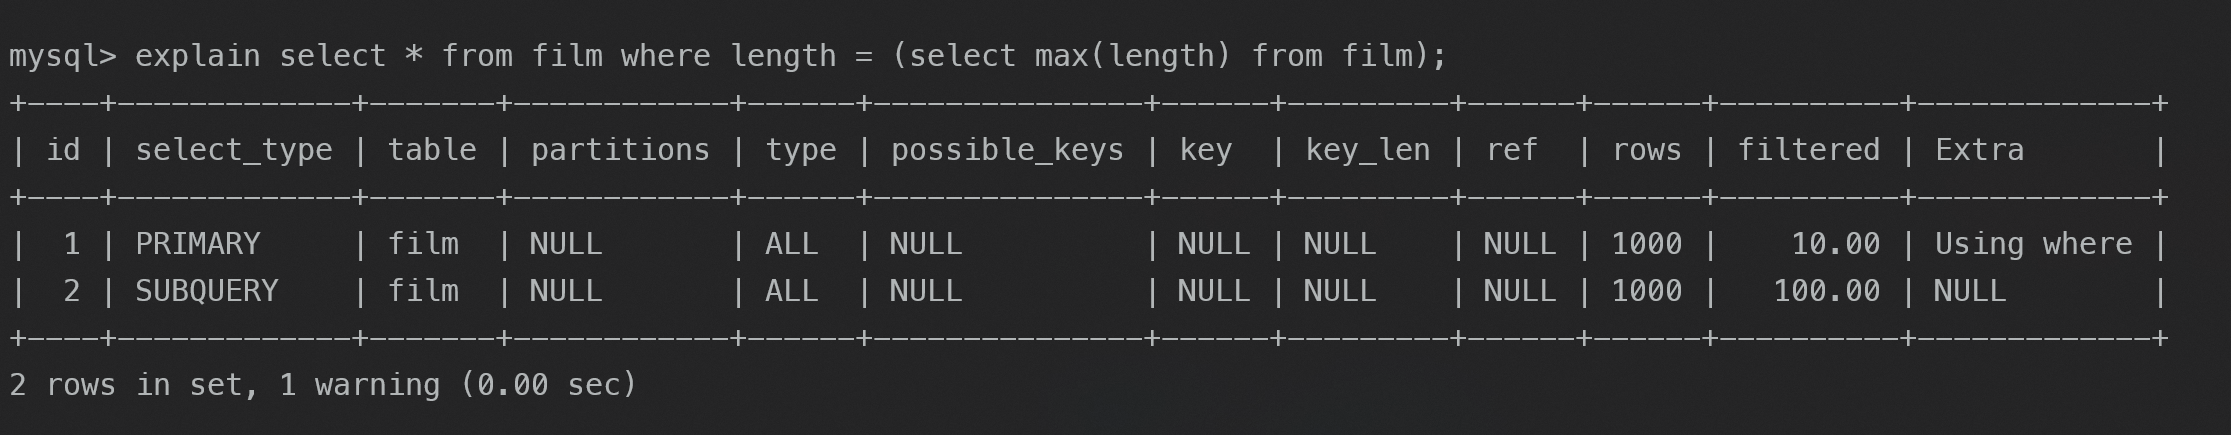 mysql> explain select * from film where length = (select max(length) from film);
+----+-------------+-------+------------+------+---------------+------+---------+------+------+----------+-------------+
| id | select_type | table | partitions | type | possible_keys | key  | key_len | ref  | rows | filtered | Extra       |
+----+-------------+-------+------------+------+---------------+------+---------+------+------+----------+-------------+
|  1 | PRIMARY     | film  | NULL       | ALL  | NULL          | NULL | NULL    | NULL | 1000 |    10.00 | Using where |
|  2 | SUBQUERY    | film  | NULL       | ALL  | NULL          | NULL | NULL    | NULL | 1000 |   100.00 | NULL        |
+----+-------------+-------+------------+------+---------------+------+---------+------+------+----------+-------------+
2 rows in set, 1 warning (0.00 sec)